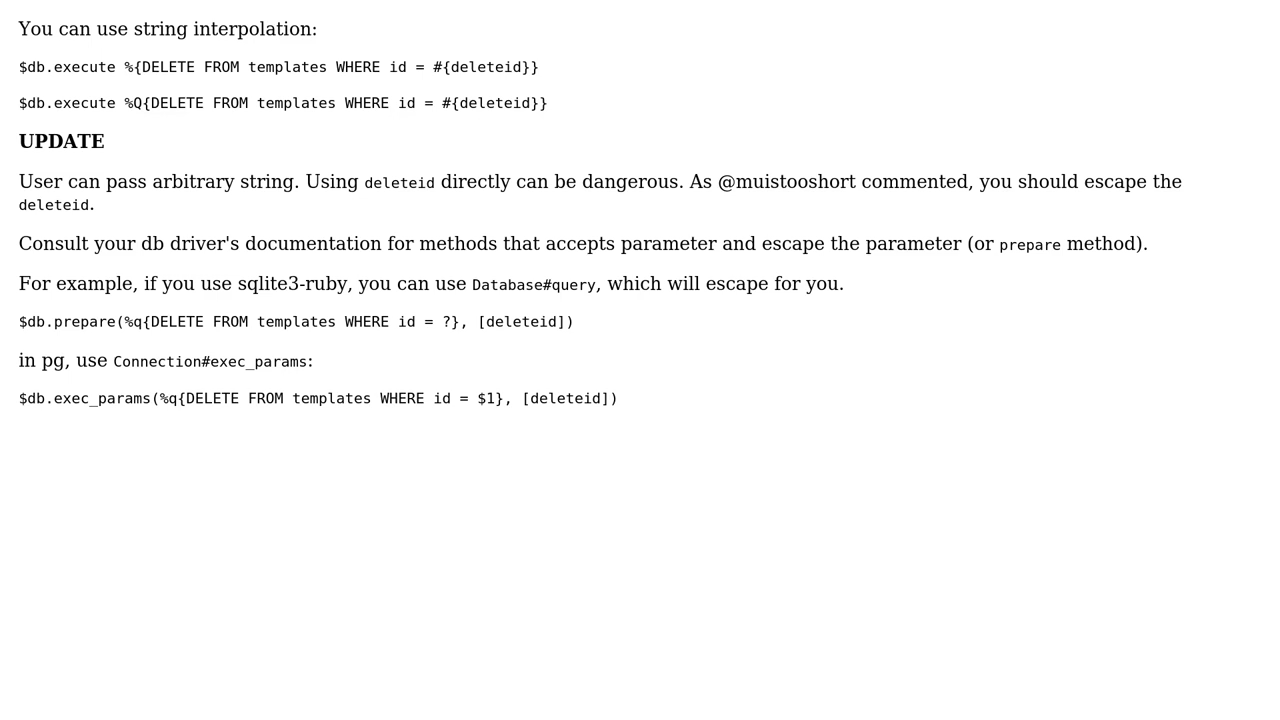 You can use string interpolation:
$db.execute %{DELETE FROM templates WHERE id = #{deleteid}}
$db.execute %Q{DELETE FROM templates WHERE id = #{deleteid}}
UPDATE
User can pass arbitrary string. Using deleteid directly can be dangerous. As @muistooshort commented, you should escape the
deleteid.
Consult your db driver's documentation for methods that accepts parameter and escape the parameter (or prepare method).
For example, if you use sqlite3-ruby, you can use Database#query, which will escape for you.
$db.prepare(%q{DELETE FROM templates WHERE id = ?}, [deleteid])
in pg, use Connection#exec_params:
$db.exec_params(%q{DELETE FROM templates WHERE id = $1}, [deleteid])